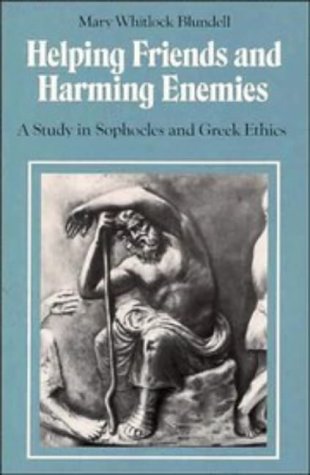 Mary Whitlock Blundell
Helping Friends and
Harming Enemies
A Study in Sophocles and Greek Ethics